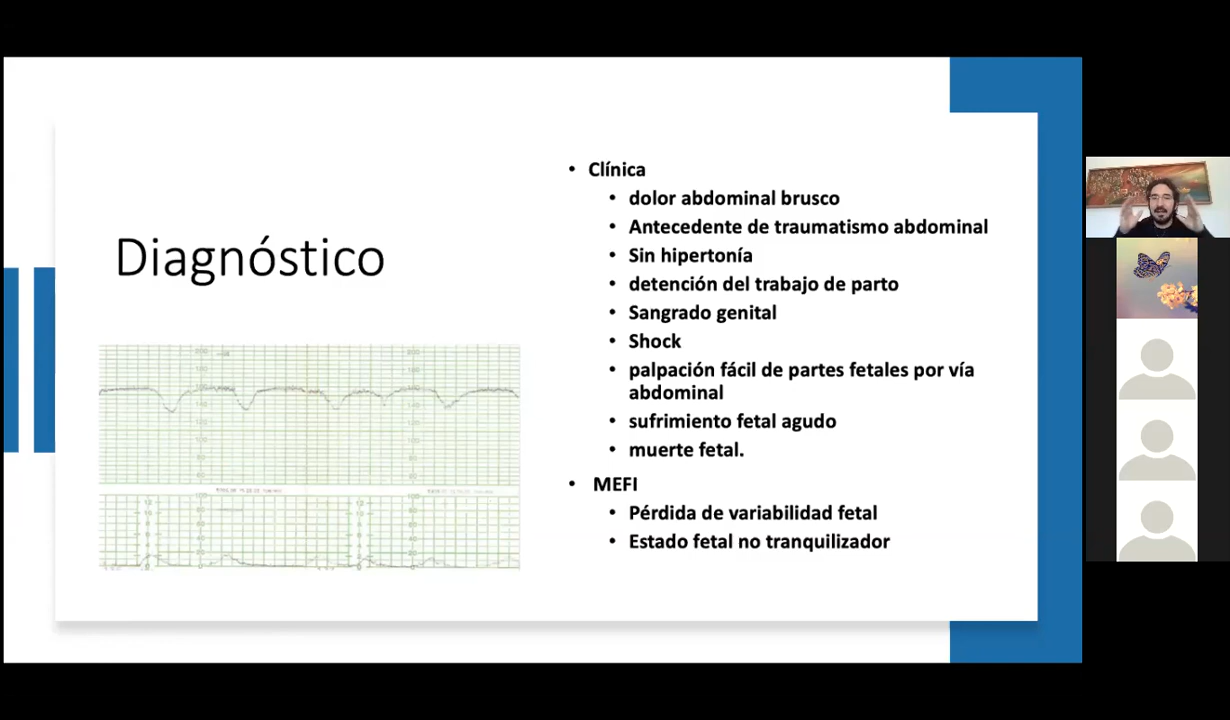 Diagnóstico
• Clínica
• dolor abdominal brusco
• Antecedente de traumatismo abdominal
• Sin hipertonía
• detención del trabajo de parto
• Sangrado genital
• Shock
• palpación fácil de partes fetales por vía
abdominal
• sufrimiento fetal agudo
• muerte fetal.
• MEFI
• Pérdida de variabilidad fetal
• Estado fetal no tranquilizador